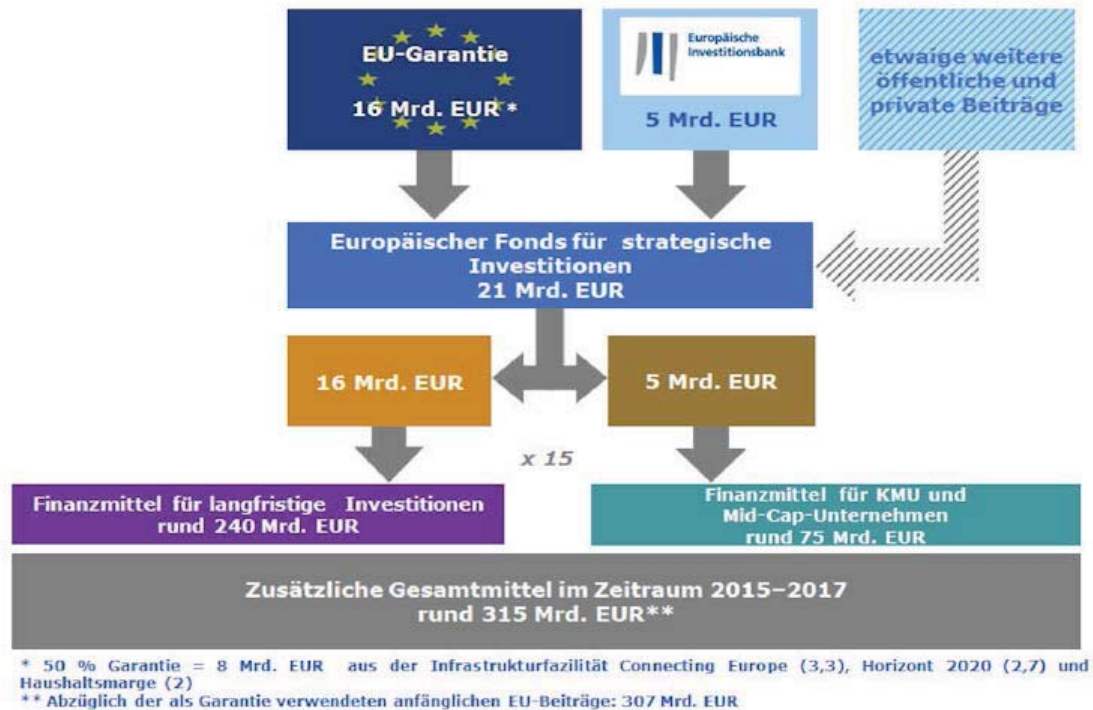 EU-Garantie
16 Mrd. EUR *
Europäische
Investitionsbank
5 Mrd. EUR
etwaige weitere
öffentliche und
private Beiträge
Europäischer Fonds für strategische
Investitionen
21 Mrd. EUR
16 Mrd. EUR
5 Mrd. EUR
x 15
Finanzmittel für langfristige Investitionen
rund 240 Mrd. EUR
Finanzmittel für KMU und
Mid-Cap-Unternehmen
rund 75 Mrd. EUR
Zusätzliche Gesamtmittel im Zeitraum 2015–2017
rund 315 Mrd. EUR**
* 50 % Garantie = 8 Mrd. EUR aus der Infrastrukturfazilität Connecting Europe (3,3), Horizont 2020 (2,7) und
Haushaltsmarge (2)
** Abzüglich der als Garantie verwendeten anfänglichen EU-Beiträge: 307 Mrd. EUR